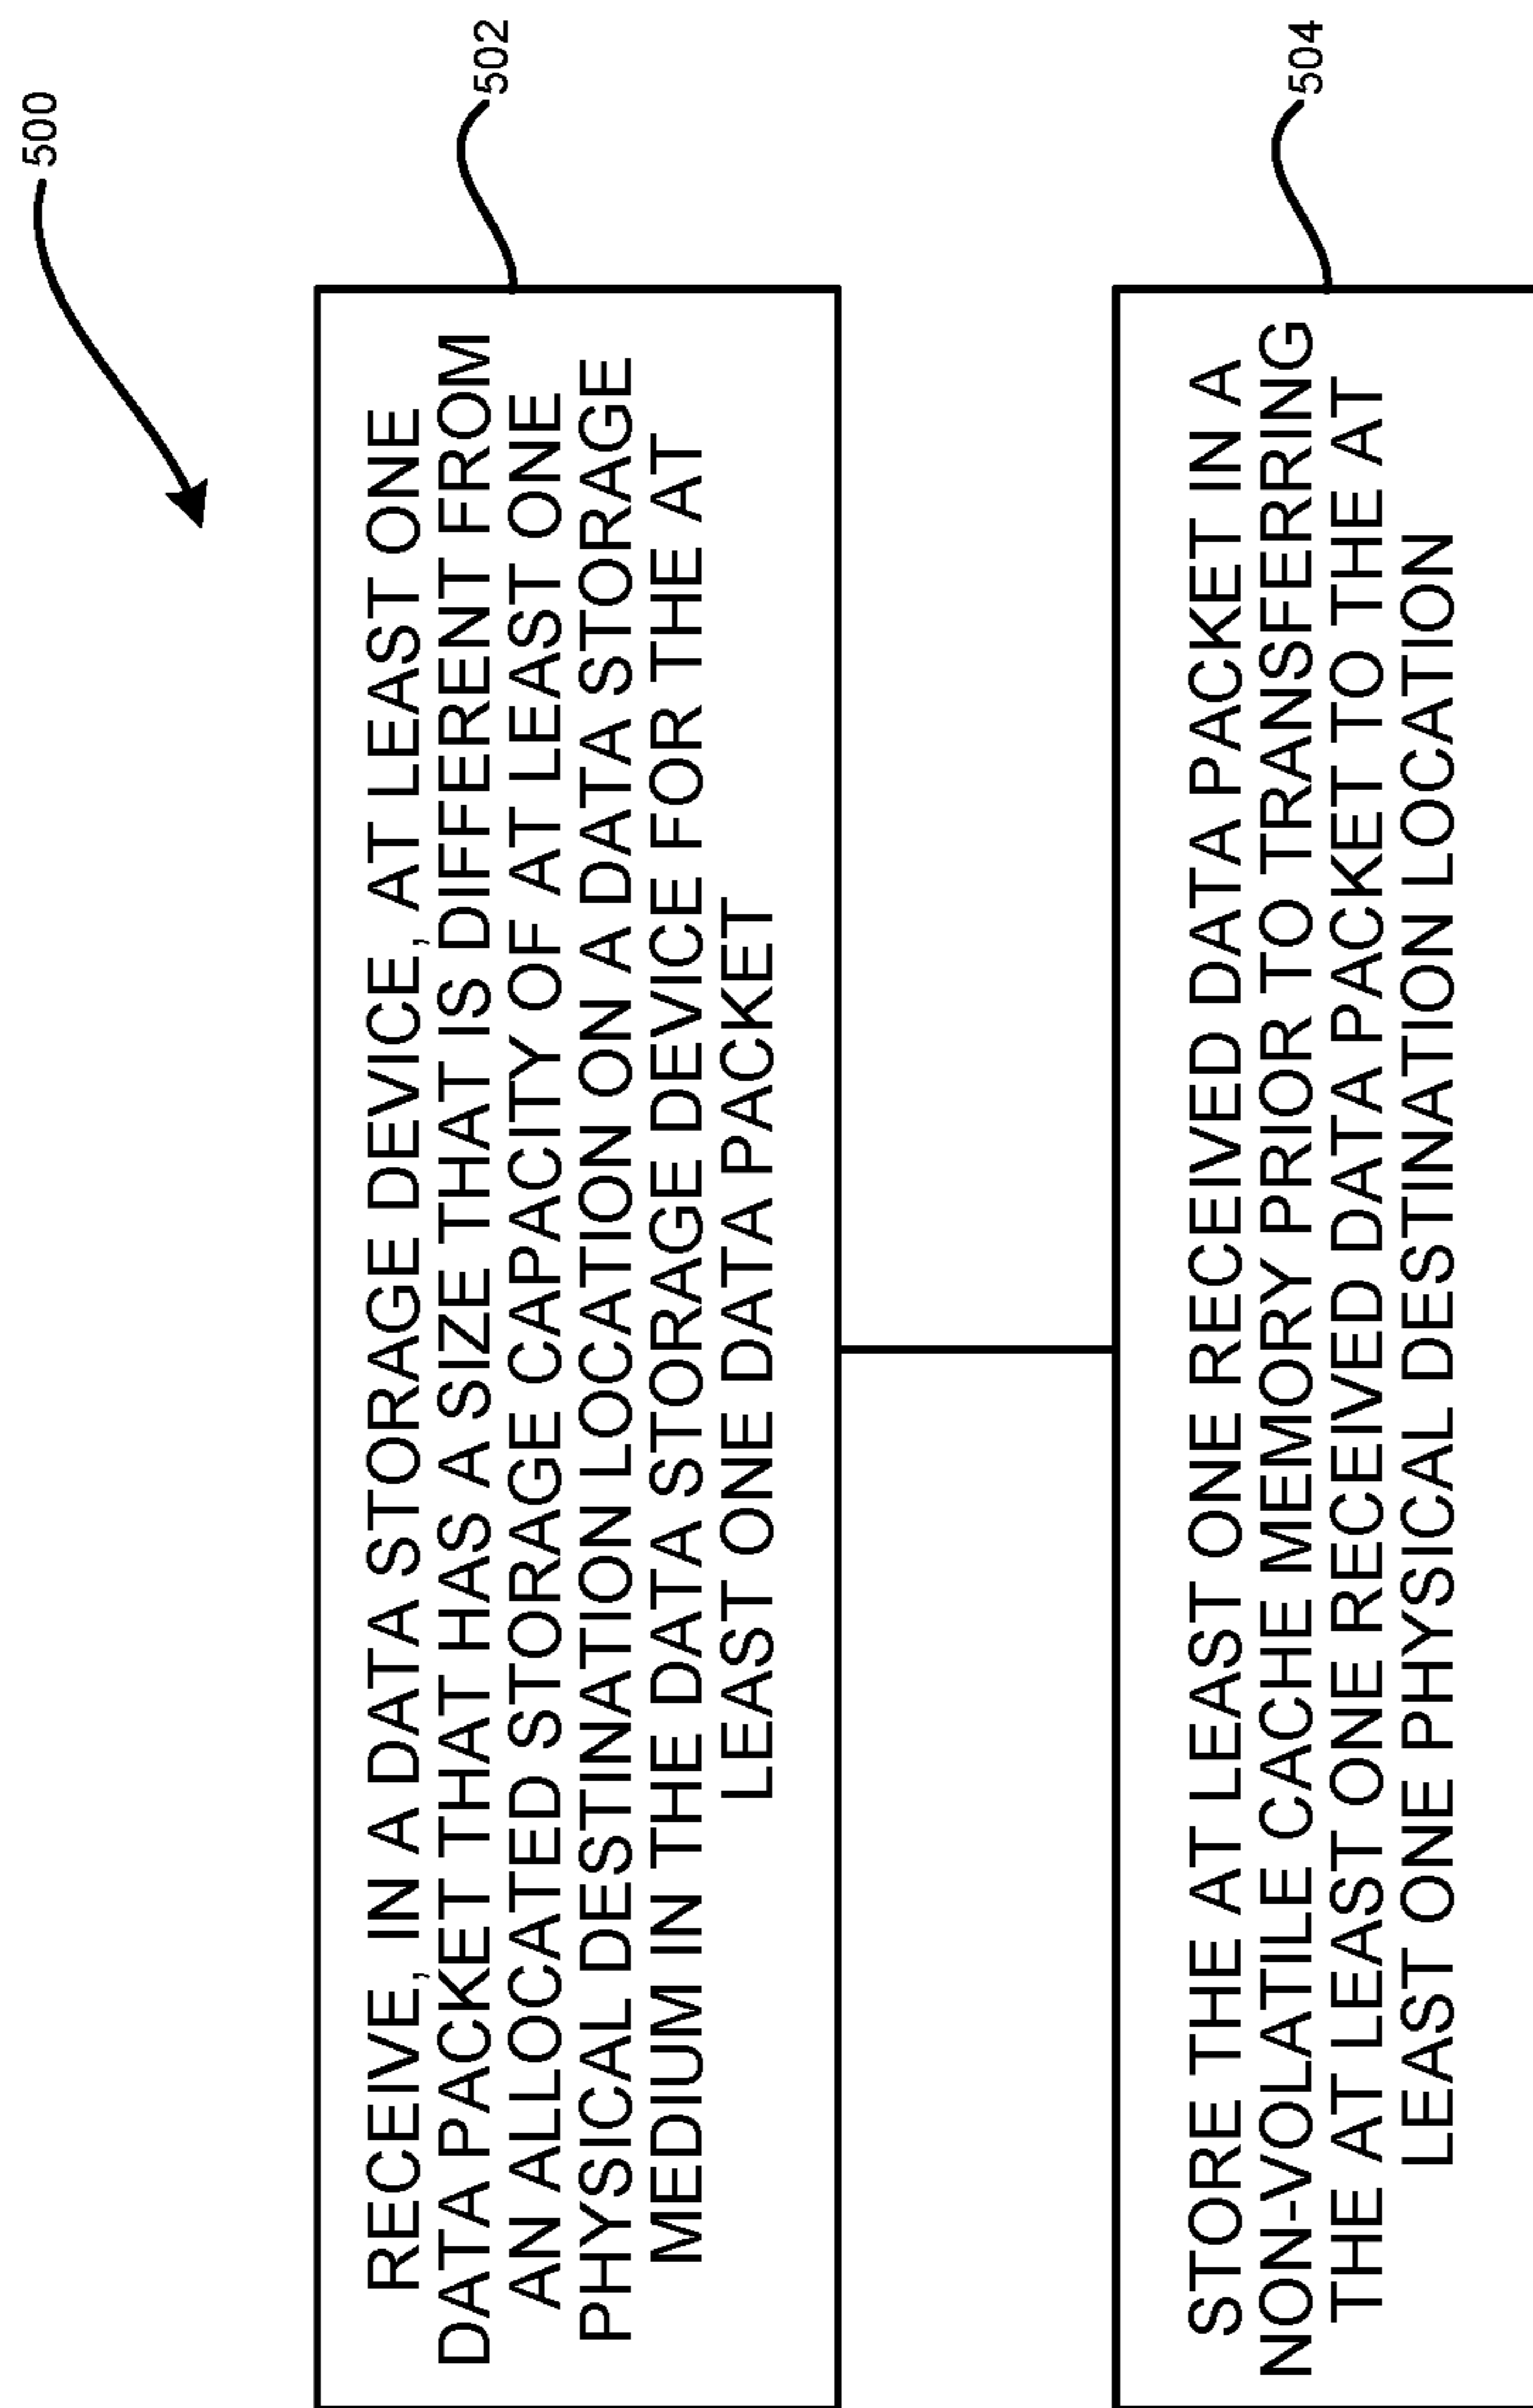 500
502
RECEIVE, IN A DATA STORAGE DEVICE, AT LEAST ONE
DATA PACKET THAT HAS A SIZE THAT IS DIFFERENT FROM
AN ALLOCATED STORAGE CAPACITY OF AT LEAST ONE
PHYSICAL DESTINATION LOCATION ON A DATA STORAGE
MEDIUM IN THE DATA STORAGE DEVICE FOR THE AT
LEAST ONE DATA PACKET
504
STORE THE AT LEAST ONE RECEIVED DATA PACKET IN A
NON-VOLATILE CACHE MEMORY PRIOR TO TRANSFERRING
THE AT LEAST ONE RECEIVED DATA PACKET TO THE AT
LEAST ONE PHYSICAL DESTINATION LOCATION